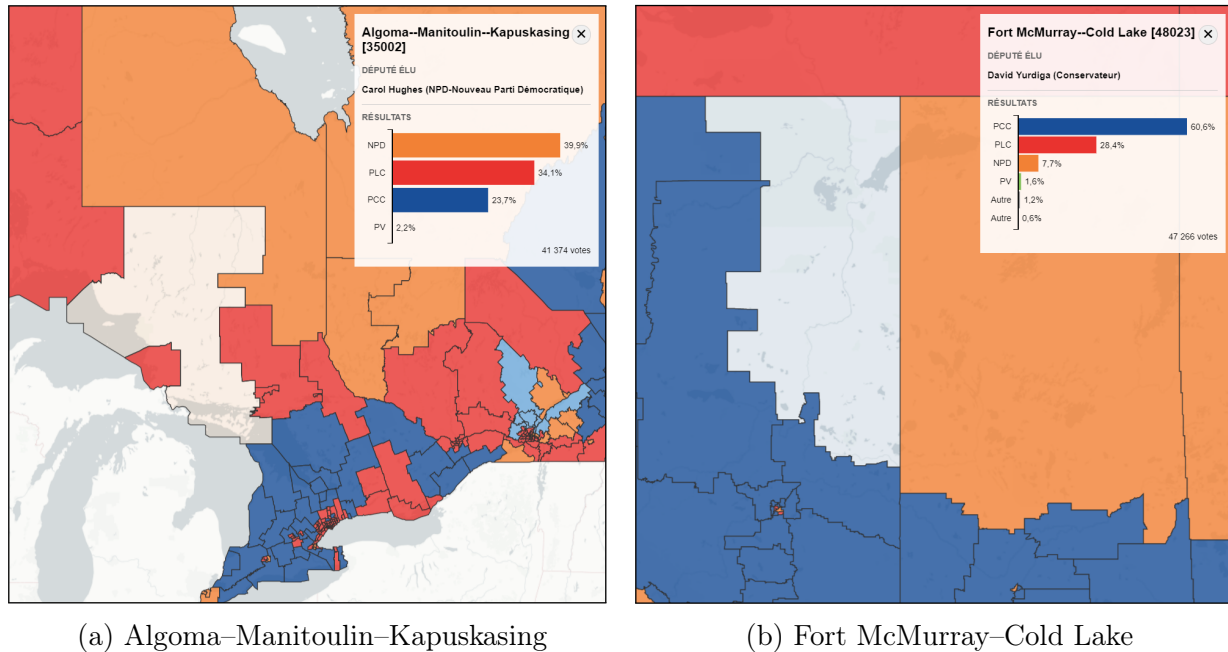 Algoma--Manitoulin--Kapuskasing
[35002]
DÉPUTÉ ÉLU
Carol Hughes (NPD-Nouveau Parti Démocratique)
RÉSULTATS
NPD 39,9%
PLC 34,1%
PCC 23,7%
PV 2,2%
41 374 votes
(a) Algoma–Manitoulin–Kapuskasing
Fort McMurray--Cold Lake [48023]
DÉPUTÉ ÉLU
David Yurdiga (Conservateur)
RÉSULTATS
PCC 60,6%
PLC 28,4%
NPD 7,7%
PV 1,6%
Autre 1,2%
Autre 0,6%
47 266 votes
(b) Fort McMurray–Cold Lake